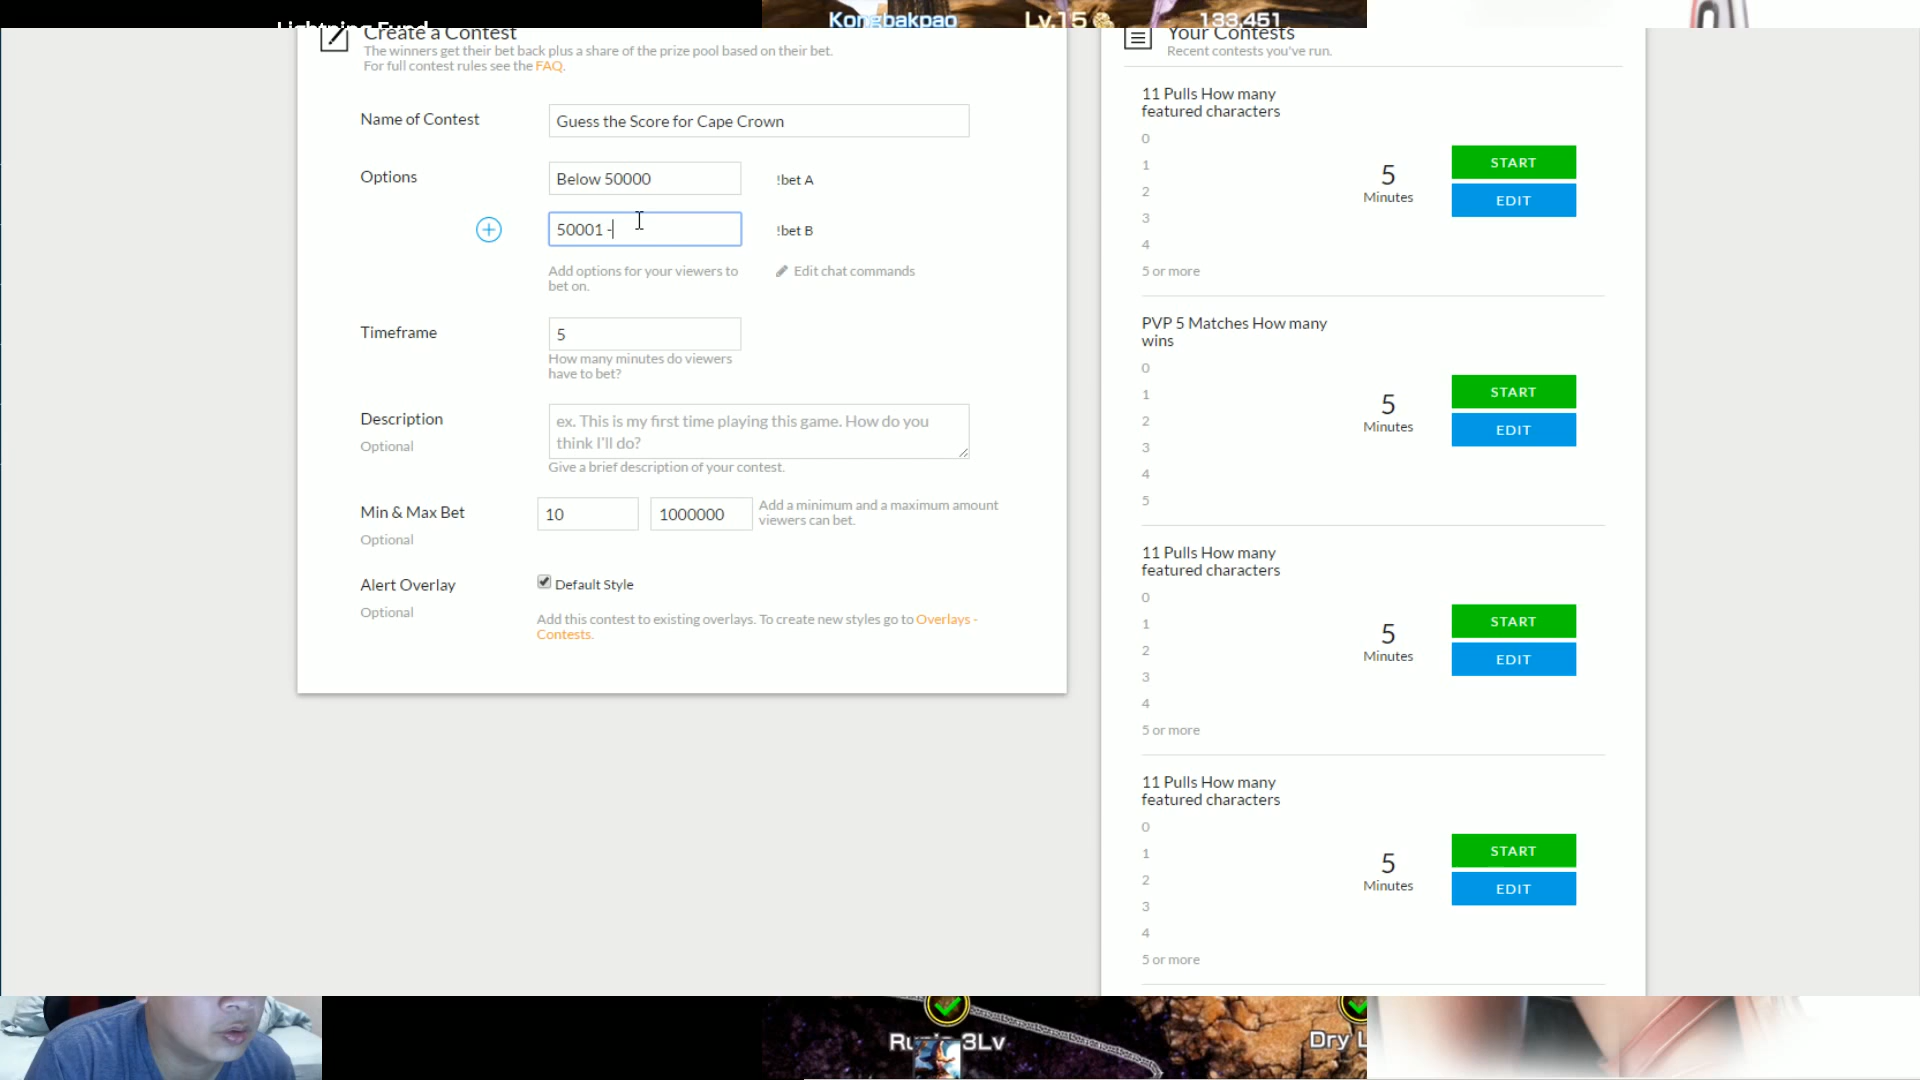 Lightning Fund
Kongbakpao
Lv.15
133,451
Create a Contest
The winners get their bet back plus a share of the prize pool based on their bet.
For full contest rules see the FAQ.
Name of Contest
Guess the Score for Cape Crown
Options
Below 50000
!bet A
50001 -
!bet B
Add options for your viewers to
bet on.
Edit chat commands
Timeframe
5
How many minutes do viewers
have to bet?
Description
Optional
ex. This is my first time playing this game. How do you
think I'll do?
Give a brief description of your contest.
Min & Max Bet
Optional
10
1000000
Add a minimum and a maximum amount
viewers can bet.
Alert Overlay
Optional
Default Style
Add this contest to existing overlays. To create new styles go to Overlays -
Contests.
Your Contests
Recent contests you've run.
11 Pulls How many
featured characters
0
1
2
3
4
5 or more
5
Minutes
START
EDIT
PVP 5 Matches How many
wins
0
1
2
3
4
5
5
Minutes
START
EDIT
11 Pulls How many
featured characters
0
1
2
3
4
5 or more
5
Minutes
START
EDIT
11 Pulls How many
featured characters
0
1
2
3
4
5 or more
5
Minutes
START
EDIT
3Lv
Dry L